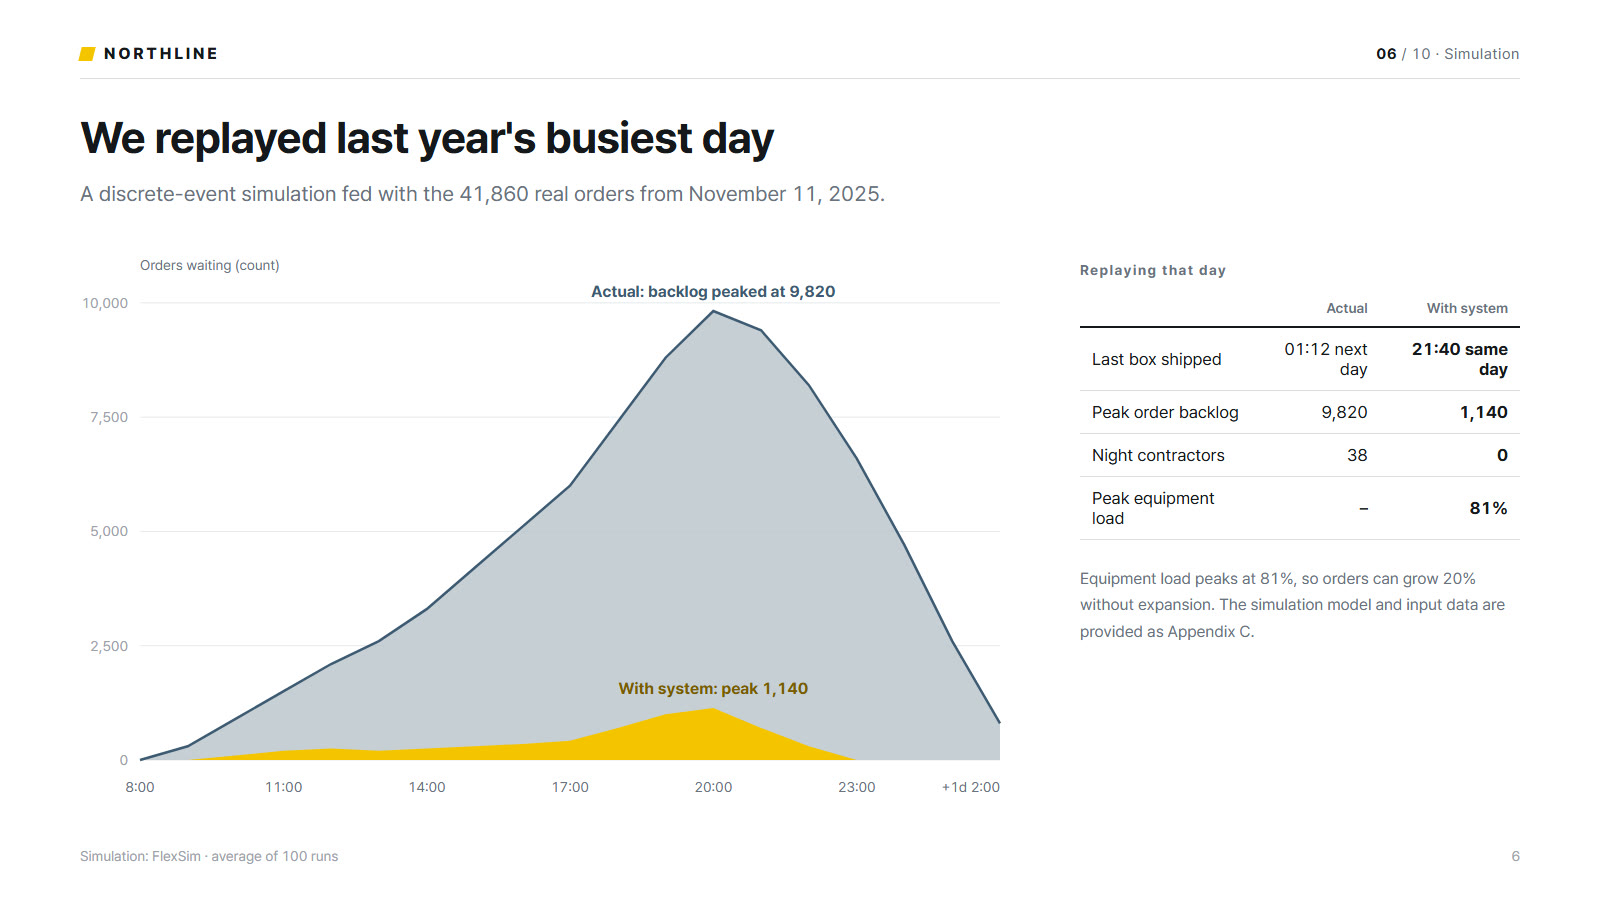 NORTHLINE
06 / 10 · Simulation
We replayed last year's busiest day
A discrete-event simulation fed with the 41,860 real orders from November 11, 2025.
Orders waiting (count)
Actual: backlog peaked at 9,820
10,000
7,500
5,000
2,500
0
With system: peak 1,140
8:00
11:00
14:00
17:00
20:00
23:00
+1d 2:00
Replaying that day
Actual With system
Last box shipped 01:12 next day 21:40 same day
Peak order backlog 9,820 1,140
Night contractors 38 0
Peak equipment load – 81%
Equipment load peaks at 81%, so orders can grow 20%
without expansion. The simulation model and input data are
provided as Appendix C.
Simulation: FlexSim · average of 100 runs
6